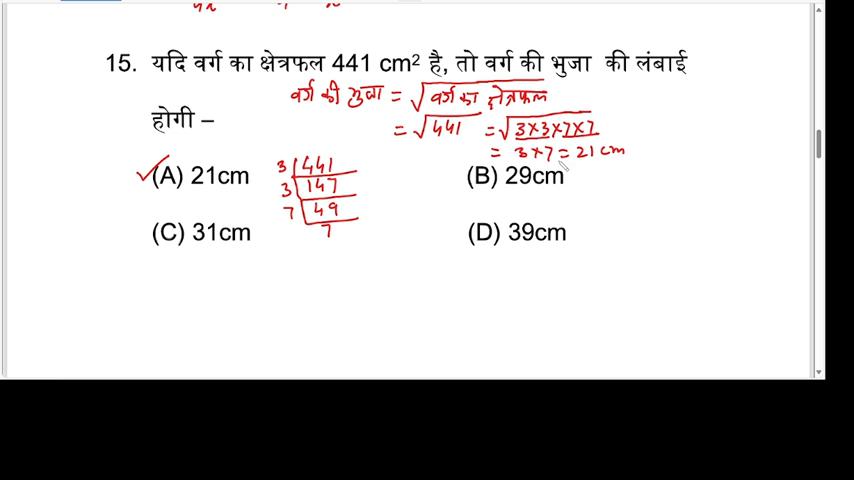 15. यदि वर्ग का क्षेत्रफल 441 cm² है, तो वर्ग की भुजा की लंबाई
वर्ग की भुजा = √वर्ग का क्षेत्रफल
होगी –
= √441 = √3×3×7×7
= 3×7 = 21 cm
(A) 21cm
3 | 441
3 | 147
7 | 49
7
(B) 29cm
(C) 31cm
(D) 39cm